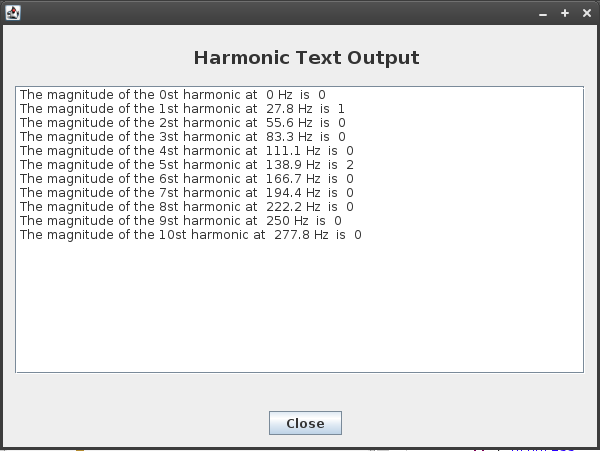 Harmonic Text Output
The magnitude of the 0st harmonic at  0 Hz  is  0
The magnitude of the 1st harmonic at  27.8 Hz  is  1
The magnitude of the 2st harmonic at  55.6 Hz  is  0
The magnitude of the 3st harmonic at  83.3 Hz  is  0
The magnitude of the 4st harmonic at  111.1 Hz  is  0
The magnitude of the 5st harmonic at  138.9 Hz  is  2
The magnitude of the 6st harmonic at  166.7 Hz  is  0
The magnitude of the 7st harmonic at  194.4 Hz  is  0
The magnitude of the 8st harmonic at  222.2 Hz  is  0
The magnitude of the 9st harmonic at  250 Hz  is  0
The magnitude of the 10st harmonic at  277.8 Hz  is  0
Close